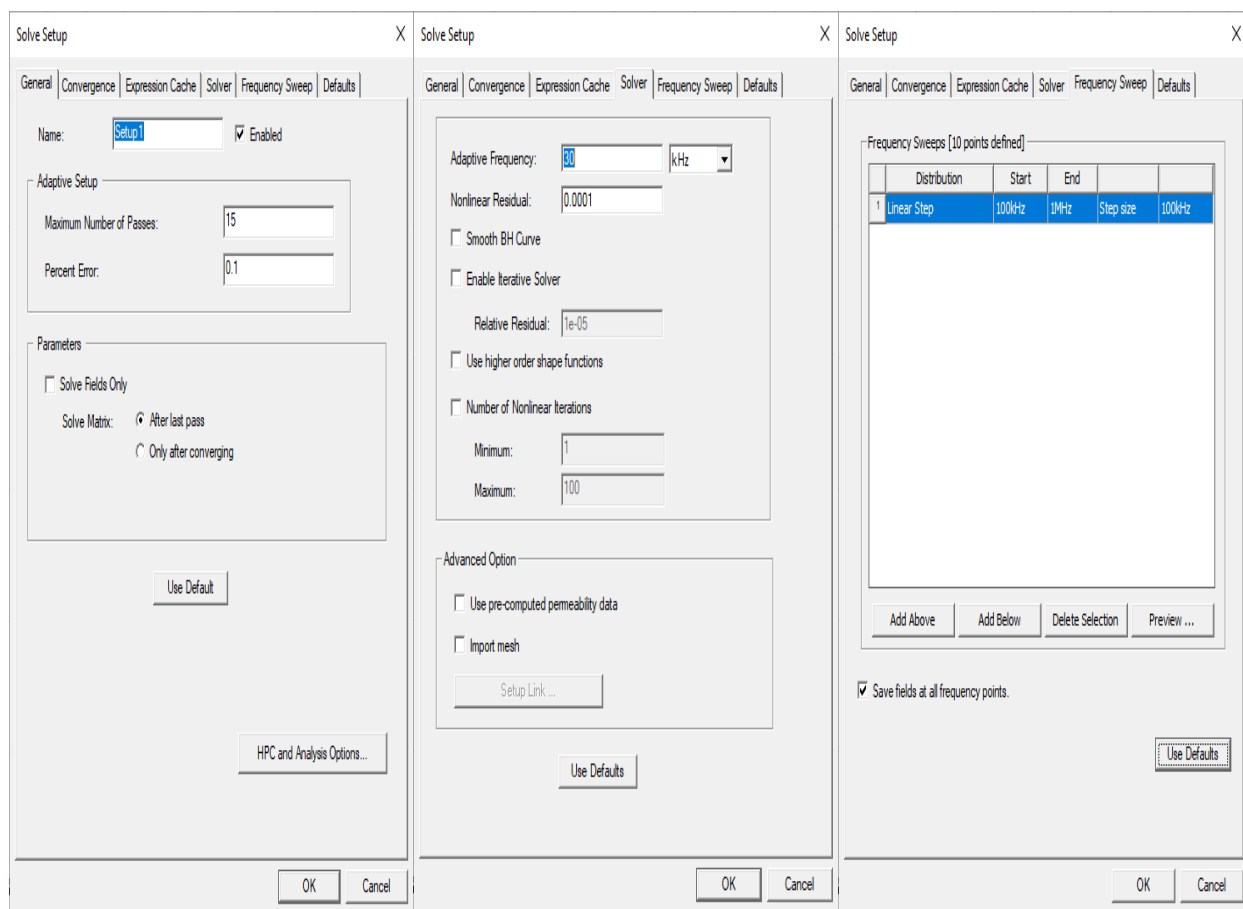 Solve Setup
General Convergence Expression Cache Solver Frequency Sweep Defaults
Name: Setup1 Enabled
Adaptive Setup
Maximum Number of Passes: 15
Percent Error: 0.1
Parameters
Solve Fields Only
Solve Matrix: After last pass
Only after converging
Use Default
HPC and Analysis Options...
OK Cancel
Solve Setup
General Convergence Expression Cache Solver Frequency Sweep Defaults
Adaptive Frequency: 30 kHz
Nonlinear Residual: 0.0001
Smooth BH Curve
Enable Iterative Solver
Relative Residual: 1e-05
Use higher order shape functions
Number of Nonlinear Iterations
Minimum: 1
Maximum: 100
Advanced Option
Use pre-computed permeability data
Import mesh
Setup Link ...
Use Defaults
OK Cancel
Solve Setup
General Convergence Expression Cache Solver Frequency Sweep Defaults
Frequency Sweeps [10 points defined]
Distribution Start End
1 Linear Step 100kHz 1MHz Step size 100kHz
Add Above Add Below Delete Selection Preview ...
Save fields at all frequency points.
Use Defaults
OK Cancel